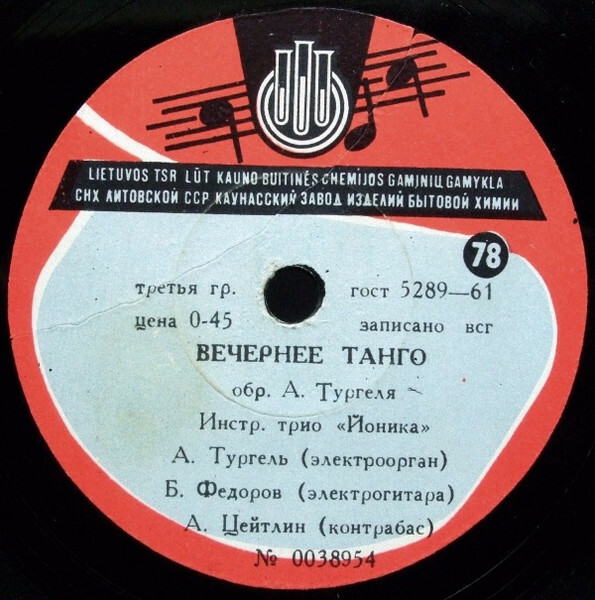 LIETUVOS TSR LŪT KAUNO BUITINĖS CHEMIJOS GAMINIŲ GAMYKLA
СНХ ЛИТОВСКОЙ ССР КАУНАССКИЙ ЗАВОД ИЗДЕЛИЙ БЫТОВОЙ ХИМИИ
78
третья гр. гост 5289—61
цена 0-45 записано всг
ВЕЧЕРНЕЕ ТАНГО
обр. А. Тургеля
Инстр. трио «Йоника»
А. Тургель (электроорган)
Б. Федоров (электрогитара)
А. Цейтлин (контрабас)
№ 0038954